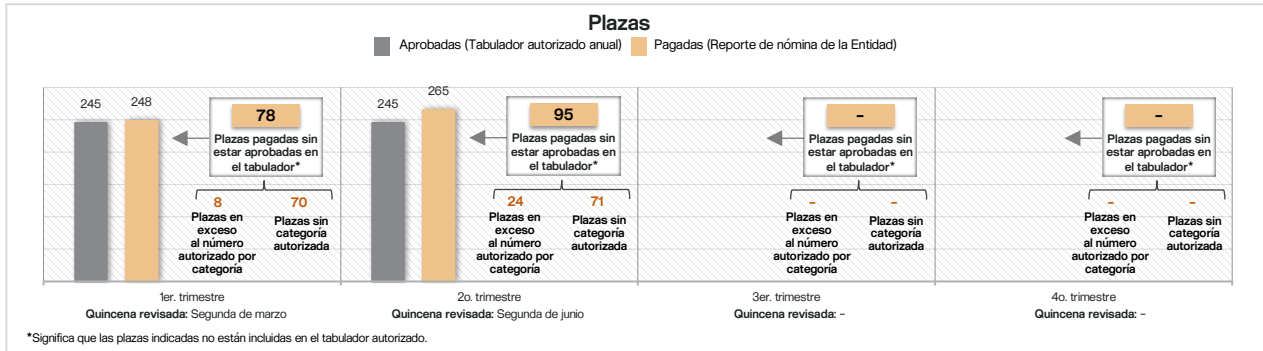 Plazas
Aprobadas (Tabulador autorizado anual) Pagadas (Reporte de nómina de la Entidad)
245
248
78
Plazas pagadas sin
estar aprobadas en
el tabulador*
8
70
Plazas en
exceso
al número
autorizado por
categoría
Plazas sin
categoría
autorizada
245
265
95
Plazas pagadas sin
estar aprobadas en
el tabulador*
24
71
Plazas en
exceso
al número
autorizado por
categoría
Plazas sin
categoría
autorizada
-
Plazas pagadas sin
estar aprobadas en
el tabulador*
-
-
Plazas en
exceso
al número
autorizado por
categoría
Plazas sin
categoría
autorizada
-
Plazas pagadas sin
estar aprobadas en
el tabulador*
-
-
Plazas en
exceso
al número
autorizado por
categoría
Plazas sin
categoría
autorizada
1er. trimestre
Quincena revisada: Segunda de marzo
2o. trimestre
Quincena revisada: Segunda de junio
3er. trimestre
Quincena revisada: -
4o. trimestre
Quincena revisada: -
*Significa que las plazas indicadas no están incluidas en el tabulador autorizado.